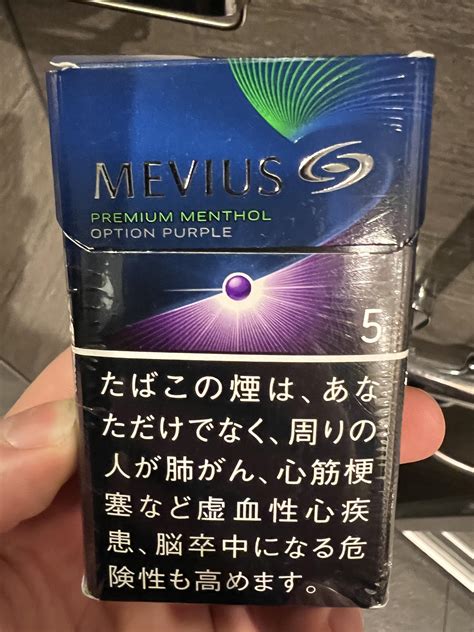 MEVIUS
PREMIUM MENTHOL
OPTION PURPLE
5
たばこの煙は、あな
ただけでなく、周りの
人が肺がん、心筋梗
塞など虚血性心疾
患、脳卒中になる危
険性も高めます。